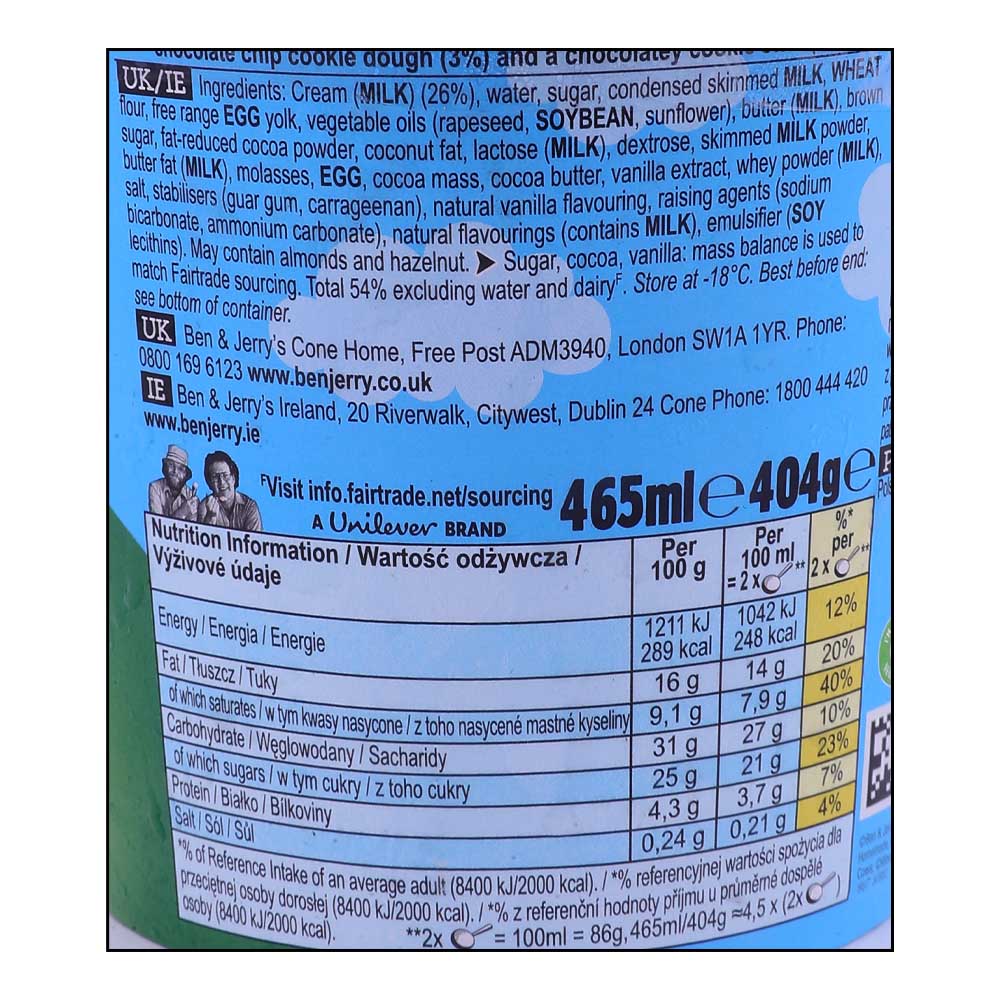 chocolate chip cookie dough (3%) and a chocolatey
UK/IE Ingredients: Cream (MILK) (26%), water, sugar, condensed skimmed MILK, WHEAT
flour, free range EGG yolk, vegetable oils (rapeseed, SOYBEAN, sunflower), butter (MILK), brown
sugar, fat-reduced cocoa powder, coconut fat, lactose (MILK), dextrose, skimmed MILK powder,
butter fat (MILK), molasses, EGG, cocoa mass, cocoa butter, vanilla extract, whey powder (MILK),
salt, stabilisers (guar gum, carrageenan), natural vanilla flavouring, raising agents (sodium
bicarbonate, ammonium carbonate), natural flavourings (contains MILK), emulsifier (SOY
lecithins). May contain almonds and hazelnut. ➤ Sugar, cocoa, vanilla: mass balance is used to
match Fairtrade sourcing. Total 54% excluding water and dairyF. Store at -18°C. Best before end:
see bottom of container.
UK Ben & Jerry's Cone Home, Free Post ADM3940, London SW1A 1YR. Phone:
0800 169 6123 www.benjerry.co.uk
IE Ben & Jerry's Ireland, 20 Riverwalk, Citywest, Dublin 24 Cone Phone: 1800 444 420
www.benjerry.ie
FVisit info.fairtrade.net/sourcing 465ml℮ 404g℮
A Unilever BRAND
Nutrition Information / Wartość odżywcza / Výživové údaje Per 100 g Per 100 ml = 2 x ** %* per 2 x **
Energy / Energia / Energie 1211 kJ 289 kcal 1042 kJ 248 kcal 12%
Fat / Tłuszcz / Tuky 16 g 14 g 20%
of which saturates / w tym kwasy nasycone / z toho nasycené mastné kyseliny 9,1 g 7,9 g 40%
Carbohydrate / Węglowodany / Sacharidy 31 g 27 g 10%
of which sugars / w tym cukry / z toho cukry 25 g 21 g 23%
Protein / Białko / Bílkoviny 4,3 g 3,7 g 7%
Salt / Sól / Sůl 0,24 g 0,21 g 4%
*% of Reference Intake of an average adult (8400 kJ/2000 kcal). / *% referencyjnej wartości spożycia dla
przeciętnej osoby dorosłej (8400 kJ/2000 kcal). / *% z referenční hodnoty příjmu u průměrné dospělé
osoby (8400 kJ/2000 kcal). **2x = 100ml = 86g, 465ml/404g ≈4,5 x (2x )